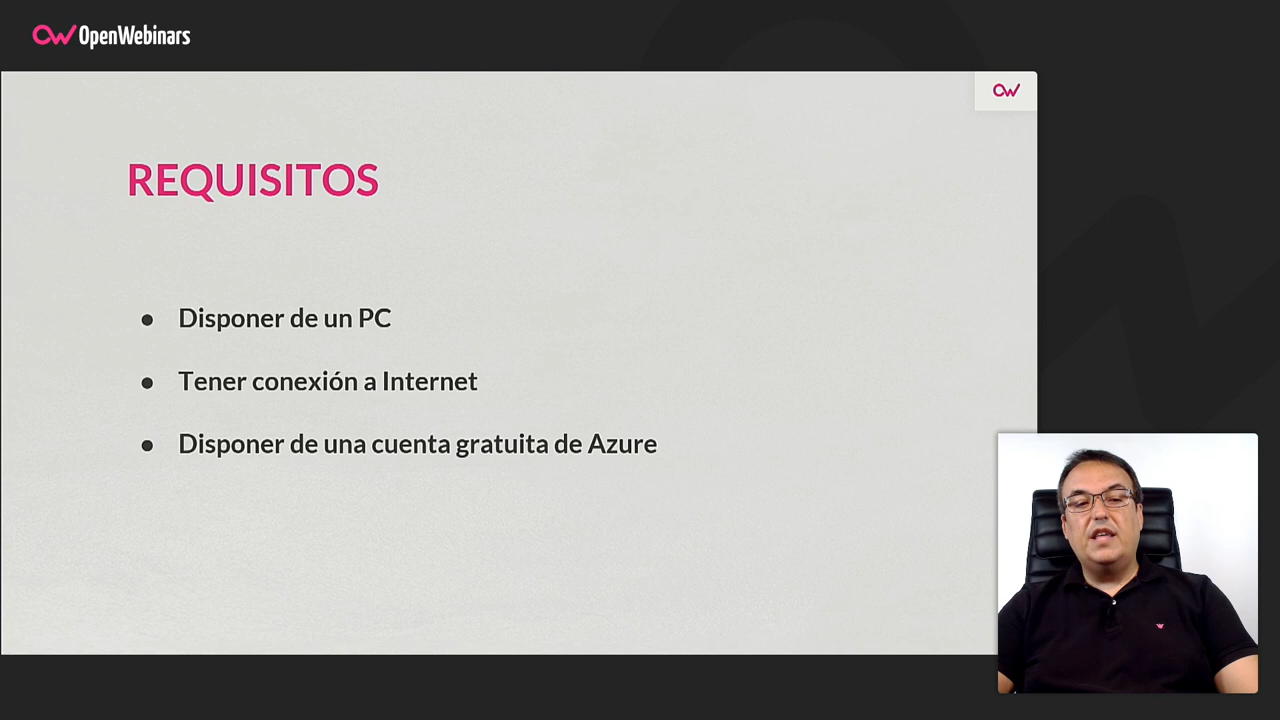 OpenWebinars
REQUISITOS
● Disponer de un PC
● Tener conexión a Internet
● Disponer de una cuenta gratuita de Azure